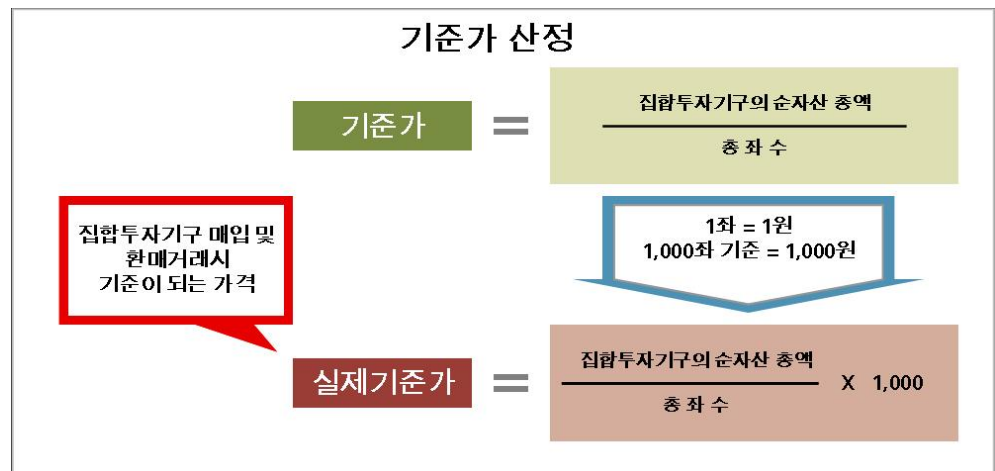 기준가 산정
기준가 =
집합투자기구의 순자산 총액
총 좌 수
집합투자기구 매입 및
환매거래시
기준이 되는 가격
1좌 = 1원
1,000좌 기준 = 1,000원
실제기준가 =
집합투자기구의 순자산 총액
총 좌 수
X 1,000